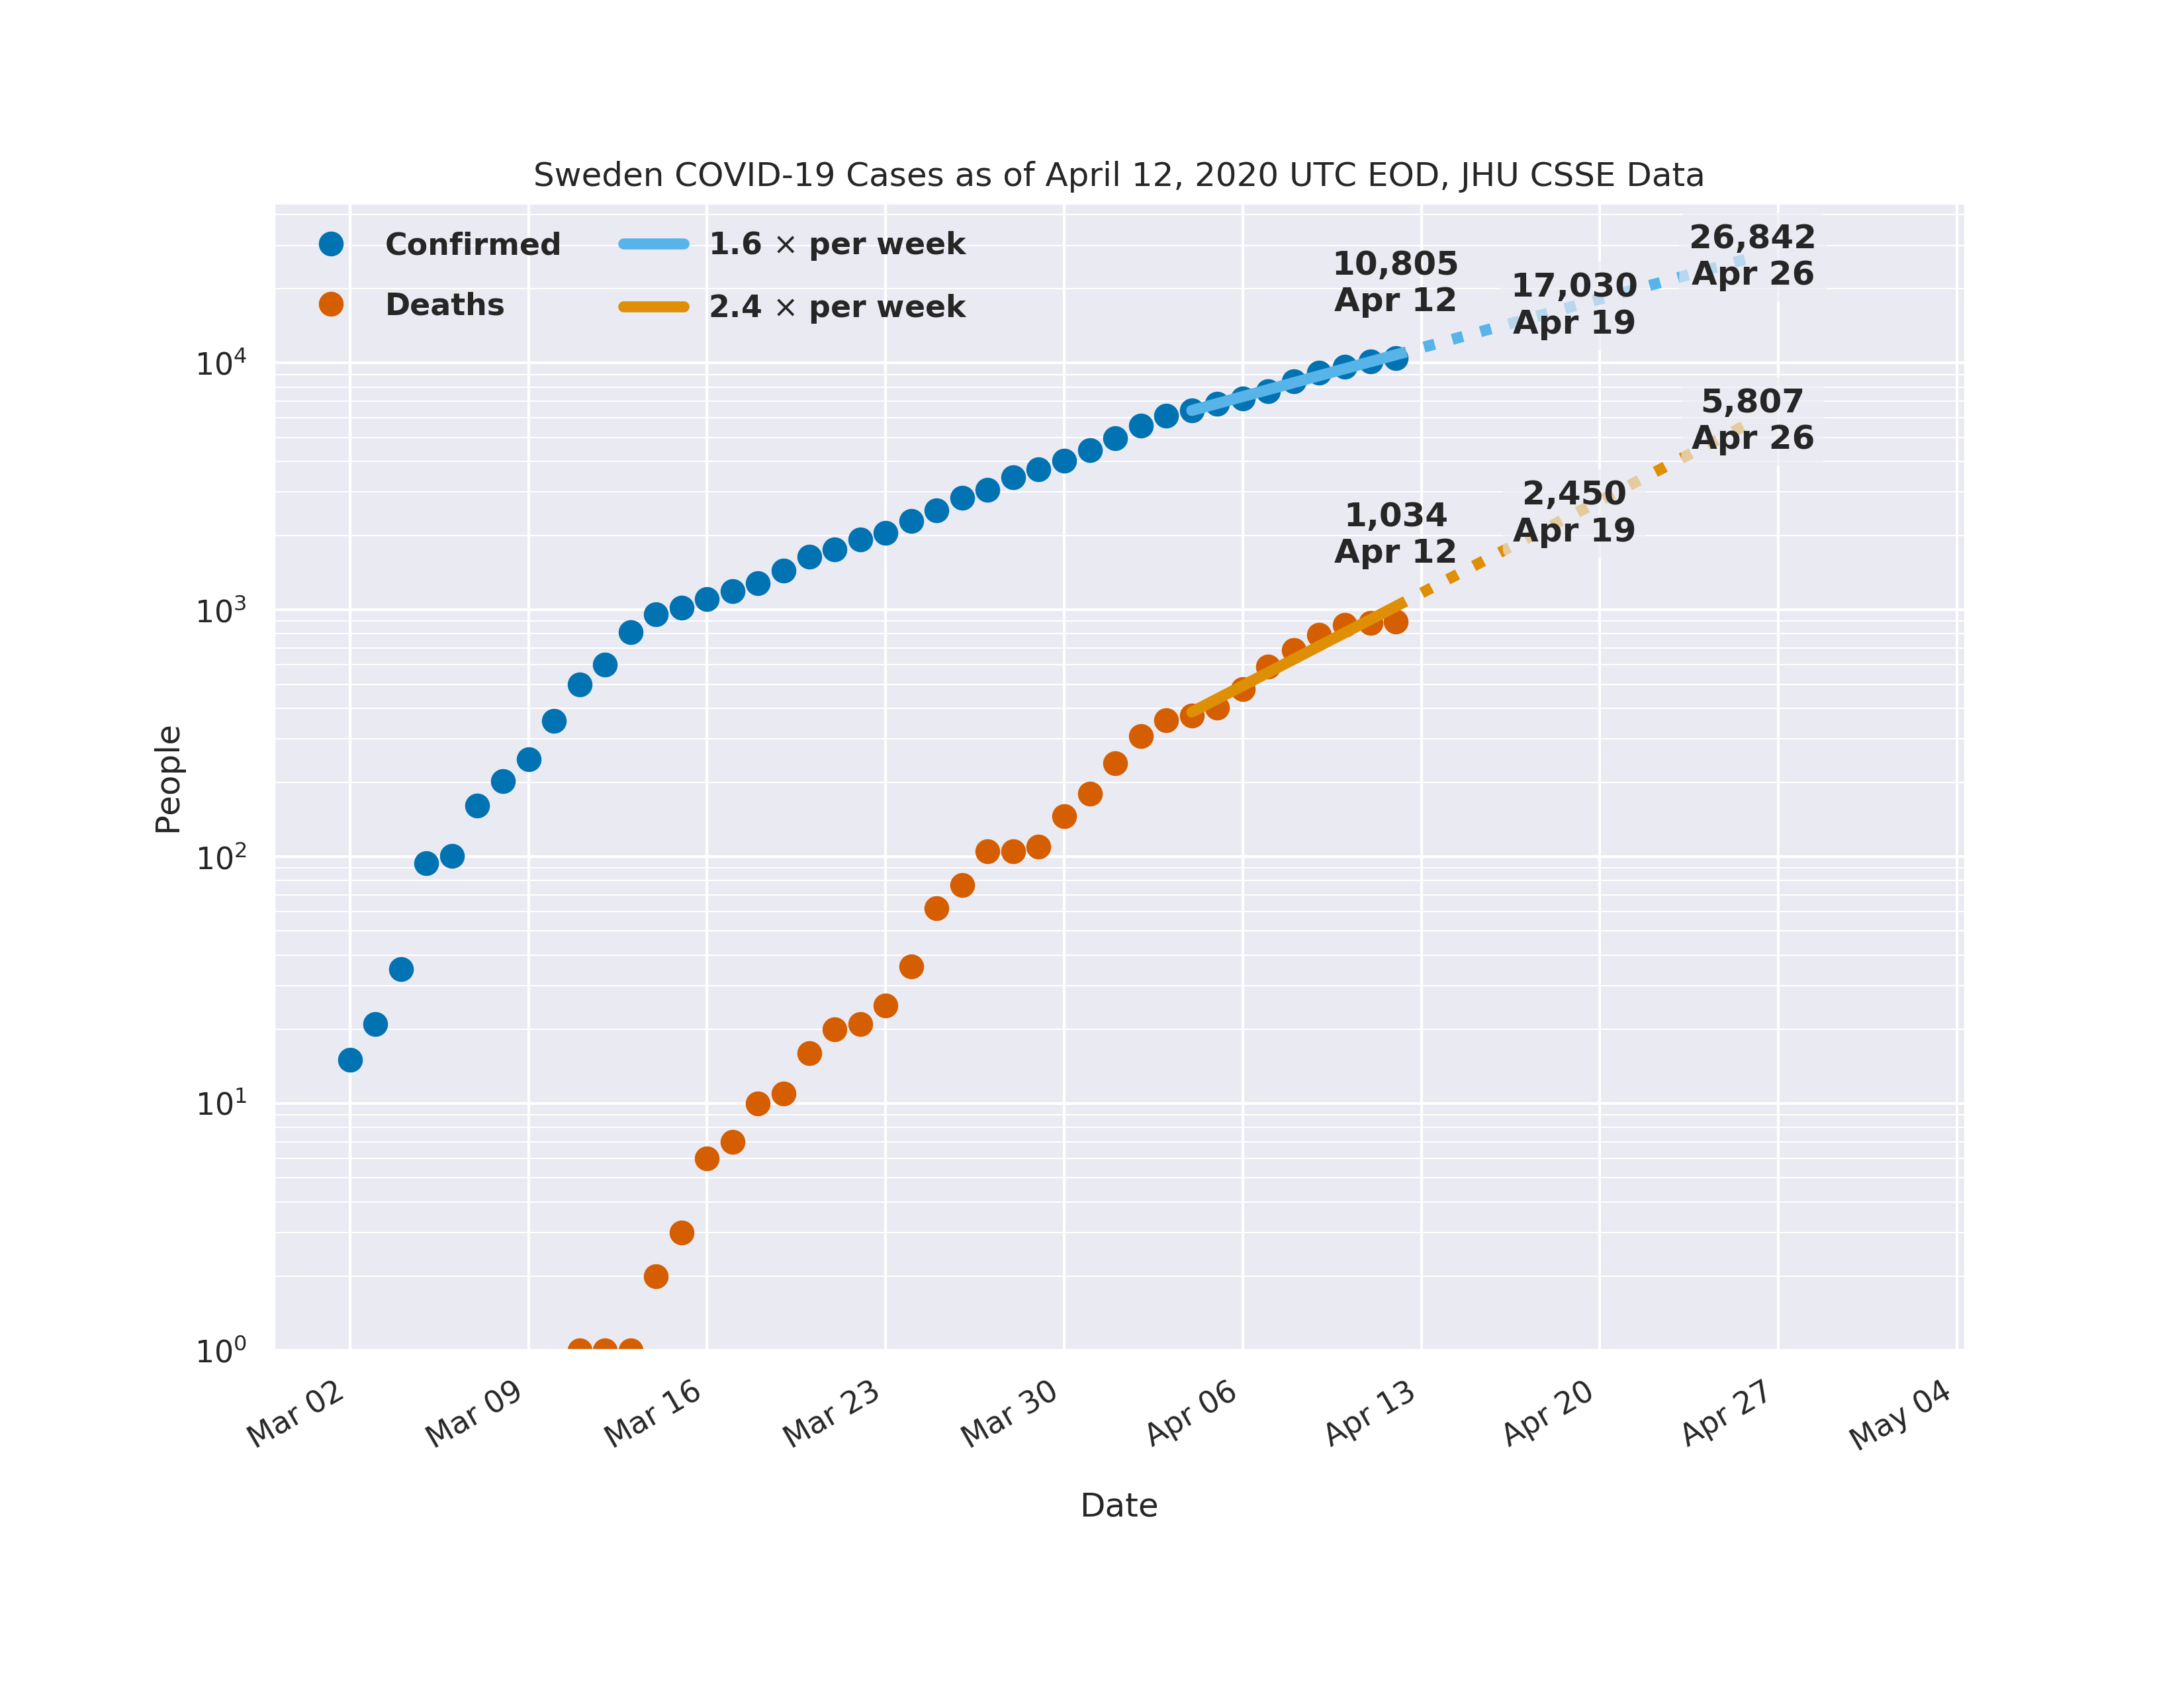 Sweden COVID-19 Cases as of April 12, 2020 UTC EOD, JHU CSSE Data
Confirmed
Deaths
1.6 × per week
2.4 × per week
10,805
Apr 12
17,030
Apr 19
26,842
Apr 26
1,034
Apr 12
2,450
Apr 19
5,807
Apr 26
People
10⁴
10³
10²
10¹
10⁰
Mar 02
Mar 09
Mar 16
Mar 23
Mar 30
Apr 06
Apr 13
Apr 20
Apr 27
May 04
Date